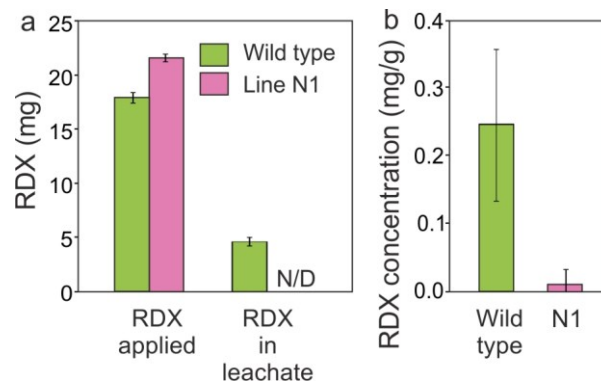 a
RDX (mg)
25
20
15
10
5
0
Wild type
Line N1
N/D
RDX
applied
RDX
in
leachate
b
RDX concentration (mg/g)
0.4
0.3
0.2
0.1
0.0
Wild
type
N1